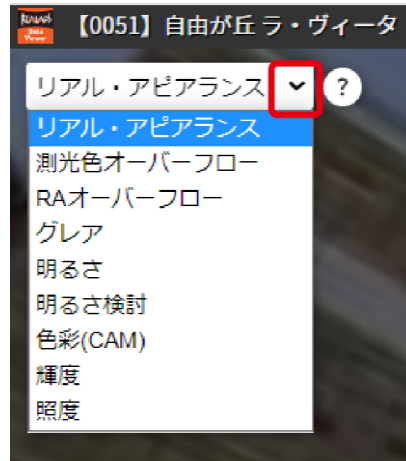 REALAPS
Data
Viewer
【0051】自由が丘 ラ・ヴィータ
リアル・アピアランス
?
リアル・アピアランス
測光色オーバーフロー
RAオーバーフロー
グレア
明るさ
明るさ検討
色彩(CAM)
輝度
照度